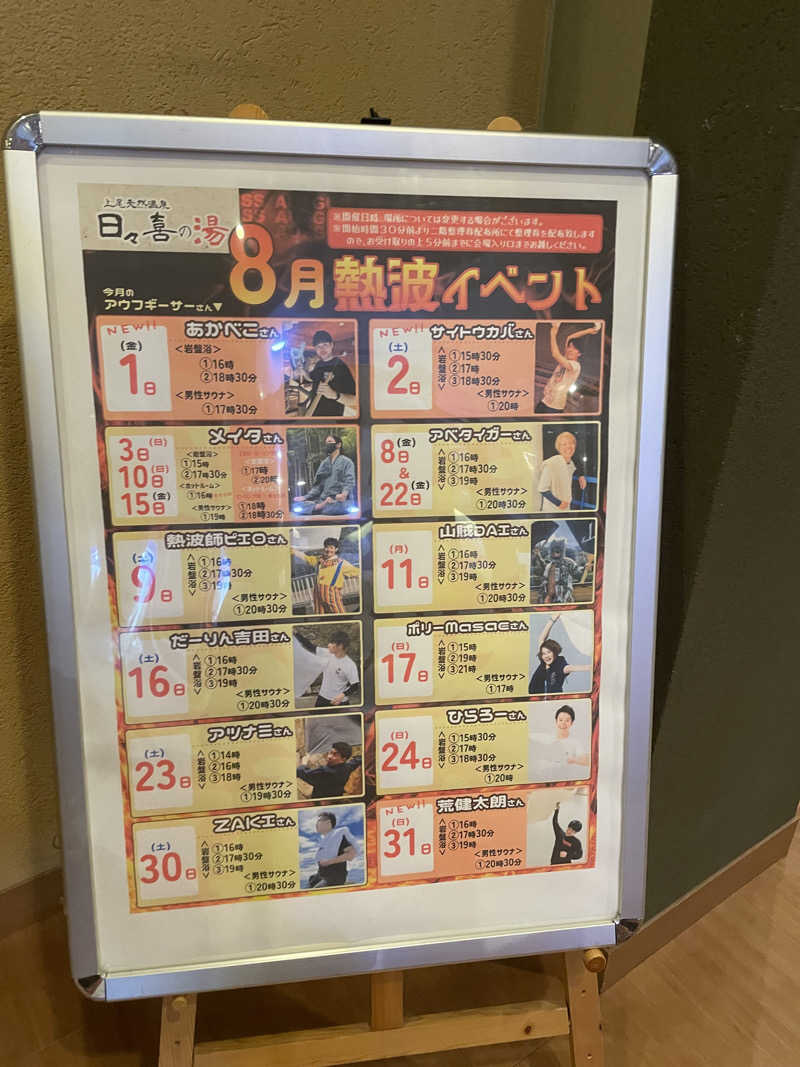 上尾天然温泉
日々喜の湯
※開催日時、場所については変更する場合がございます。
※開始時間30分前より二階整理券配布所にて整理券を配布致します
ので、お受け取りの上5分前までに会場入り口までお越しください。
8月熱波イベント
今月の
アウフギーサーさん▼
NEW!!
あかべこさん
(金)
1日
<岩盤浴>
①16時
②18時30分
<男性サウナ>
①17時30分
NEW!!
サイトウカバさん
(土)
2日
<岩盤浴>
①15時30分
②17時
③18時30分
<男性サウナ>
①20時
メイタさん
3日(日)
10日(日)
15日(金)
<岩盤浴>
①15時
②17時30分
<ホットルーム>
①16時
<男性サウナ>
①19時
①17時
②20時
①18時
②18時30分
アベタイガーさん
8日(金)
&
22日(金)
<岩盤浴>
①16時
②17時30分
③19時
<男性サウナ>
①20時30分
熱波師ピエロさん
(土)
9日
<岩盤浴>
①16時
②17時30分
③19時
<男性サウナ>
①20時30分
山賊DAIさん
(月)
11日
<岩盤浴>
①16時
②17時30分
③19時
<男性サウナ>
①20時30分
だーりん吉田さん
(土)
16日
<岩盤浴>
①16時
②17時30分
③19時
<男性サウナ>
①20時30分
ポリーMasaeさん
(日)
17日
<岩盤浴>
①15時
②19時
③21時
<男性サウナ>
①17時
アツナミさん
(土)
23日
<岩盤浴>
①14時
②16時
③18時
<男性サウナ>
①19時30分
ひらろーさん
(日)
24日
<岩盤浴>
①15時30分
②17時
③18時30分
<男性サウナ>
①20時
ZAKIさん
(土)
30日
<岩盤浴>
①16時
②17時30分
③19時
<男性サウナ>
①20時30分
NEW!!
荒健太朗さん
(日)
31日
<岩盤浴>
①16時
②17時30分
③19時
<男性サウナ>
①20時30分